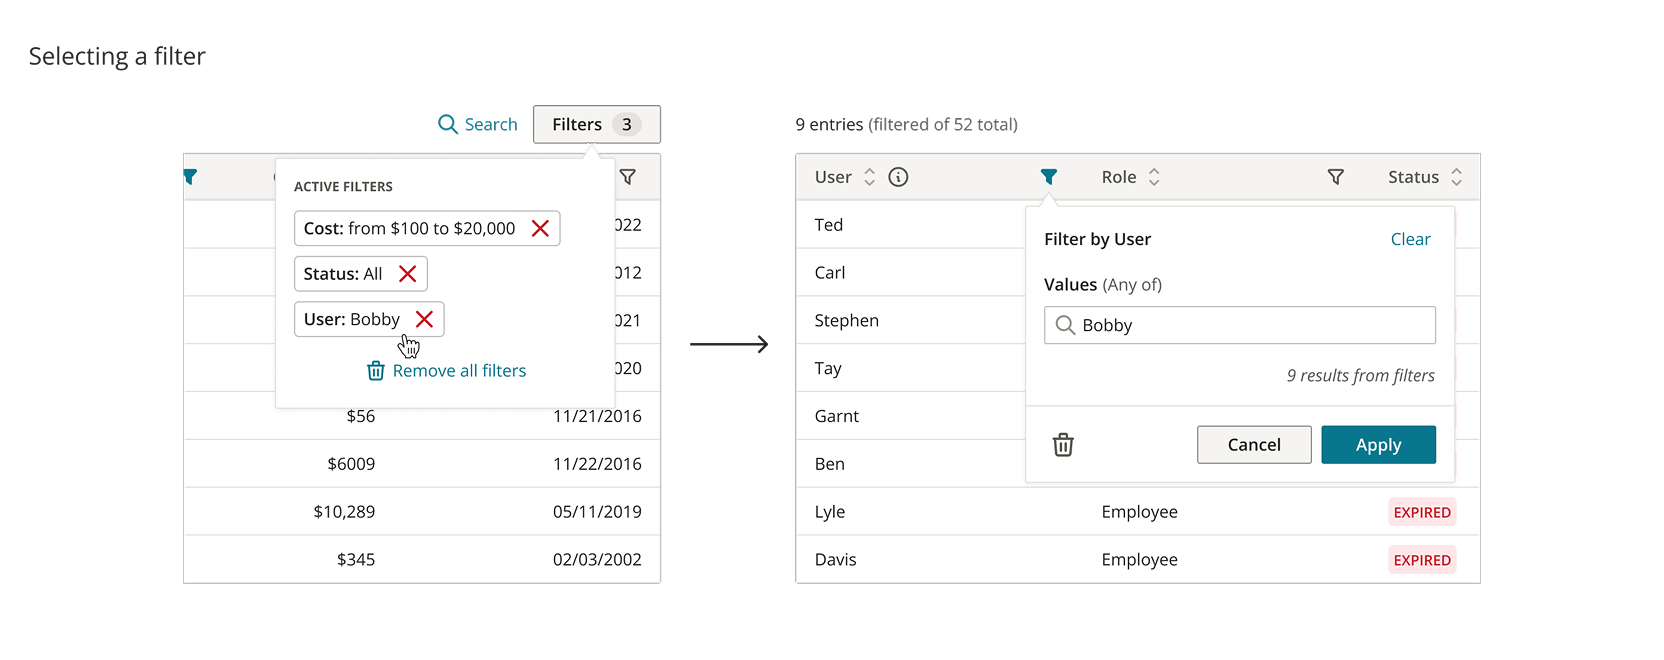 Selecting a filter
Search
Filters 3
ACTIVE FILTERS
Cost: from $100 to $20,000
Status: All
User: Bobby
Remove all filters
022
012
021
020
$56 11/21/2016
$6009 11/22/2016
$10,289 05/11/2019
$345 02/03/2002
9 entries (filtered of 52 total)
User Role Status
Ted
Carl
Stephen
Tay
Garnt
Ben
Lyle Employee EXPIRED
Davis Employee EXPIRED
Filter by User Clear
Values (Any of)
Bobby
9 results from filters
Cancel Apply